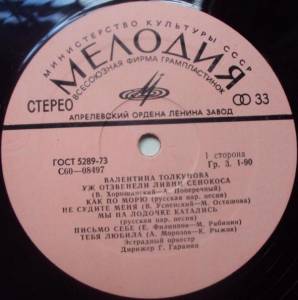 МИНИСТЕРСТВО КУЛЬТУРЫ СССР
МЕЛОДИЯ
ВСЕСОЮЗНАЯ ФИРМА ГРАМПЛАСТИНОК
СТЕРЕО
33
АПРЕЛЕВСКИЙ ОРДЕНА ЛЕНИНА ЗАВОД
ГОСТ 5289-73
С60—08497
1 сторона
Гр. 3. 1-90
ВАЛЕНТИНА ТОЛКУНОВА
УЖ ОТЗВЕНЕЛИ ЛИВНИ СЕНОКОСА
(В. Хорощанский—А. Поперечный)
КАК ПО МОРЮ (русская нар. песня)
НЕ СУДИТЕ МЕНЯ (В. Успенский—М. Осташова)
МЫ НА ЛОДОЧКЕ КАТАЛИСЬ
(русская нар. песня)
ПИСЬМО СЕБЕ (Е. Филиппов—М. Рябинин)
ТЕБЯ ЛЮБИЛА (А. Морозов—К. Рыжов)
Эстрадный оркестр
Дирижер Г. Гаранян